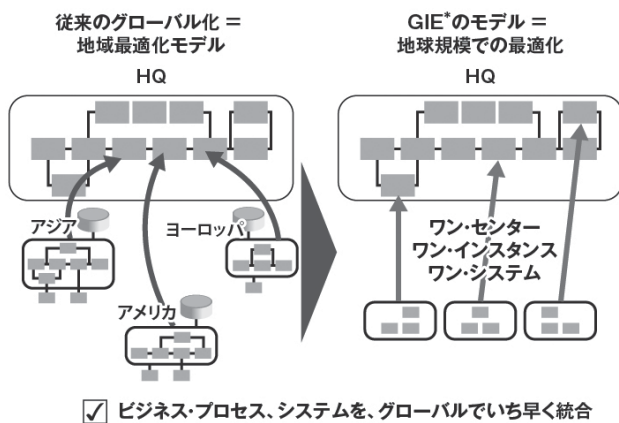 従来のグローバル化 =
地域最適化モデル
HQ
アジア
ヨーロッパ
アメリカ
GIE*のモデル =
地球規模での最適化
HQ
ワン・センター
ワン・インスタンス
ワン・システム
ビジネス・プロセス、システムを、グローバルでいち早く統合